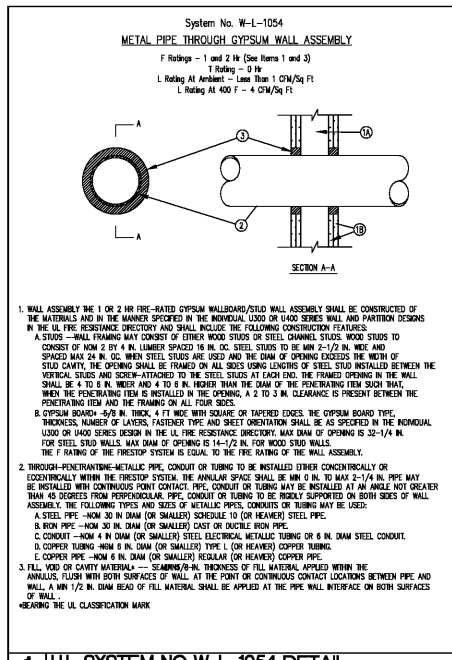 System No. W-L-1054
METAL PIPE THROUGH GYPSUM WALL ASSEMBLY
F Ratings - 1 and 2 Hr (See Items 1 and 3)
T Rating - 0 Hr
L Rating At Ambient - Less Than 1 CFM/Sq Ft
L Rating At 400 F - 4 CFM/Sq Ft
A
3
1A
2
1B
A
SECTION A-A
1. WALL ASSEMBLY THE 1 OR 2 HR FIRE-RATED GYPSUM WALLBOARD/STUD WALL ASSEMBLY SHALL BE CONSTRUCTED OF
THE MATERIALS AND IN THE MANNER SPECIFIED IN THE INDIVIDUAL U300 OR U400 SERIES WALL AND PARTITION DESIGNS
IN THE UL FIRE RESISTANCE DIRECTORY AND SHALL INCLUDE THE FOLLOWING CONSTRUCTION FEATURES:
A. STUDS --WALL FRAMING MAY CONSIST OF EITHER WOOD STUDS OR STEEL CHANNEL STUDS. WOOD STUDS TO
CONSIST OF NOM 2 BY 4 IN. LUMBER SPACED 16 IN. OC. STEEL STUDS TO BE MIN 2-1/2 IN. WIDE AND
SPACED MAX 24 IN. OC. WHEN STEEL STUDS ARE USED AND THE DIAM OF OPENING EXCEEDS THE WIDTH OF
STUD CAVITY, THE OPENING SHALL BE FRAMED ON ALL SIDES USING LENGTHS OF STEEL STUD INSTALLED BETWEEN THE
VERTICAL STUDS AND SCREW-ATTACHED TO THE STEEL STUDS AT EACH END. THE FRAMED OPENING IN THE WALL
SHALL BE 4 TO 6 IN. WIDER AND 4 TO 6 IN. HIGHER THAN THE DIAM OF THE PENETRATING ITEM SUCH THAT,
WHEN THE PENETRATING ITEM IS INSTALLED IN THE OPENING, A 2 TO 3 IN. CLEARANCE IS PRESENT BETWEEN THE
PENETRATING ITEM AND THE FRAMING ON ALL FOUR SIDES.
B. GYPSUM BOARD* -5/8 IN. THICK, 4 FT WIDE WITH SQUARE OR TAPERED EDGES. THE GYPSUM BOARD TYPE,
THICKNESS, NUMBER OF LAYERS, FASTENER TYPE AND SHEET ORIENTATION SHALL BE AS SPECIFIED IN THE INDIVIDUAL
U300 OR U400 SERIES DESIGN IN THE UL FIRE RESISTANCE DIRECTORY. MAX DIAM OF OPENING IS 32-1/4 IN.
FOR STEEL STUD WALLS. MAX DIAM OF OPENING IS 14-1/2 IN. FOR WOOD STUD WALLS.
THE F RATING OF THE FIRESTOP SYSTEM IS EQUAL TO THE FIRE RATING OF THE WALL ASSEMBLY.
2. THROUGH-PENETRANTSNE-METALLIC PIPE, CONDUIT OR TUBING TO BE INSTALLED EITHER CONCENTRICALLY OR
ECCENTRICALLY WITHIN THE FIRESTOP SYSTEM. THE ANNULAR SPACE SHALL BE MIN 0 IN. TO MAX 2-1/4 IN. PIPE MAY
BE INSTALLED WITH CONTINUOUS POINT CONTACT. PIPE, CONDUIT OR TUBING MAY BE INSTALLED AT AN ANGLE NOT GREATER
THAN 45 DEGREES FROM PERPENDICULAR. PIPE, CONDUIT OR TUBING TO BE RIGIDLY SUPPORTED ON BOTH SIDES OF WALL
ASSEMBLY. THE FOLLOWING TYPES AND SIZES OF METALLIC PIPES, CONDUITS OR TUBING MAY BE USED:
A. STEEL PIPE -NOM 30 IN DIAM (OR SMALLER) SCHEDULE 10 (OR HEAVIER) STEEL PIPE.
B. IRON PIPE -NOM 30 IN. DIAM (OR SMALLER) CAST OR DUCTILE IRON PIPE.
C. CONDUIT -NOM 4 IN DIAM (OR SMALLER) STEEL ELECTRICAL METALLIC TUBING OR 6 IN. DIAM STEEL CONDUIT.
D. COPPER TUBING -NOM 6 IN. DIAM (OR SMALLER) TYPE L (OR HEAVIER) COPPER TUBING.
E. COPPER PIPE -NOM 6 IN. DIAM (OR SMALLER) REGULAR (OR HEAVIER) COPPER PIPE.
3. FILL, VOID OR CAVITY MATERIAL* -- THICKNESS OF FILL MATERIAL APPLIED WITHIN THE
ANNULUS, FLUSH WITH BOTH SURFACES OF WALL. AT THE POINT OR CONTINUOUS CONTACT LOCATIONS BETWEEN PIPE AND
WALL, A MIN 1/2 IN. DIAM BEAD OF FILL MATERIAL SHALL BE APPLIED AT THE PIPE WALL INTERFACE ON BOTH SURFACES
OF WALL .
*BEARING THE UL CLASSIFICATION MARK
1 UL SYSTEM NO W-L-1054 DETAIL